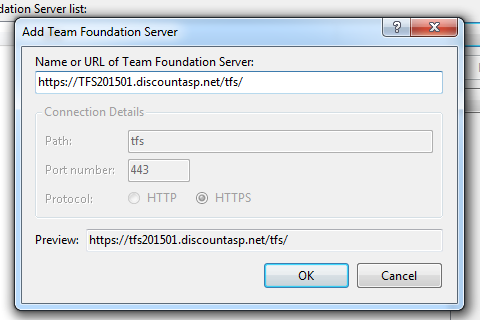 ndation Server list:
Add Team Foundation Server
Name or URL of Team Foundation Server:
https://TFS201501.discountasp.net/tfs/
Connection Details
Path: tfs
Port number: 443
Protocol: HTTP HTTPS
Preview: https://tfs201501.discountasp.net/tfs/
OK Cancel